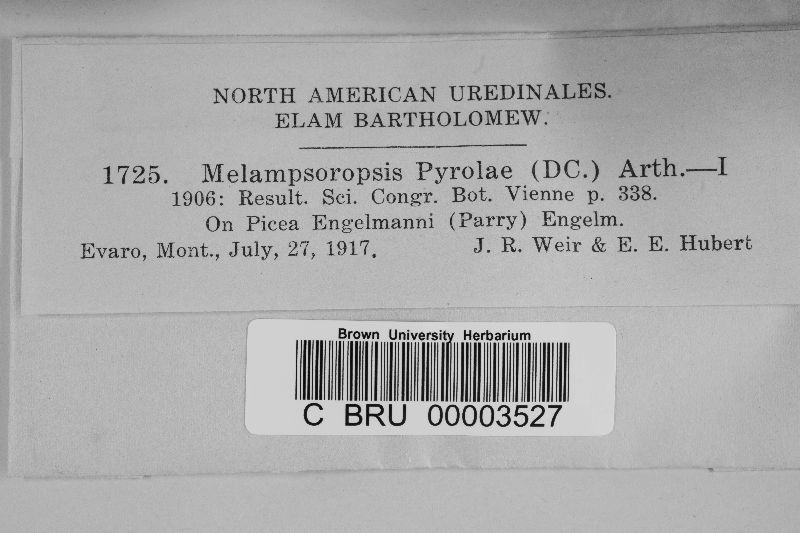 NORTH AMERICAN UREDINALES.
ELAM BARTHOLOMEW.
1725. Melampsoropsis Pyrolae (DC.) Arth.—I
1906: Result. Sci. Congr. Bot. Vienne p. 338.
On Picea Engelmanni (Parry) Engelm.
Evaro, Mont., July, 27, 1917. J. R. Weir & E. E. Hubert
Brown University Herbarium
C BRU 00003527